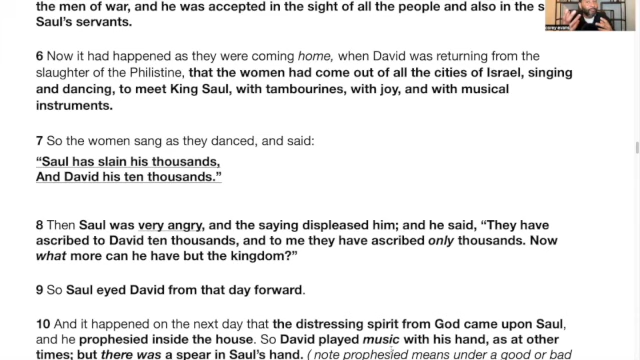 the men of war, and he was accepted in the sight of all the people and also in the s
Saul's servants.
6 Now it had happened as they were coming home, when David was returning from the
slaughter of the Philistine, that the women had come out of all the cities of Israel, singing
and dancing, to meet King Saul, with tambourines, with joy, and with musical
instruments.
7 So the women sang as they danced, and said:
“Saul has slain his thousands,
And David his ten thousands.”
8 Then Saul was very angry, and the saying displeased him; and he said, “They have
ascribed to David ten thousands, and to me they have ascribed only thousands. Now
what more can he have but the kingdom?”
9 So Saul eyed David from that day forward.
10 And it happened on the next day that the distressing spirit from God came upon Saul,
and he prophesied inside the house. So David played music with his hand, as at other
times; but there was a spear in Saul's hand. ( note prophesied means under a good or bad